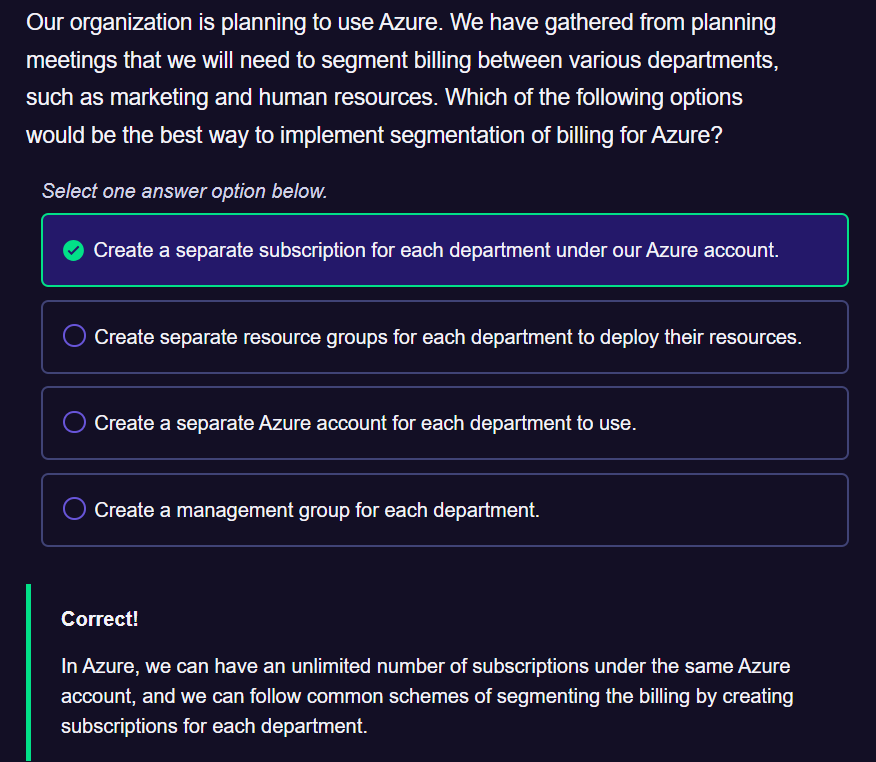 Our organization is planning to use Azure. We have gathered from planning
meetings that we will need to segment billing between various departments,
such as marketing and human resources. Which of the following options
would be the best way to implement segmentation of billing for Azure?
Select one answer option below.
Create a separate subscription for each department under our Azure account.
Create separate resource groups for each department to deploy their resources.
Create a separate Azure account for each department to use.
Create a management group for each department.
Correct!
In Azure, we can have an unlimited number of subscriptions under the same Azure
account, and we can follow common schemes of segmenting the billing by creating
subscriptions for each department.